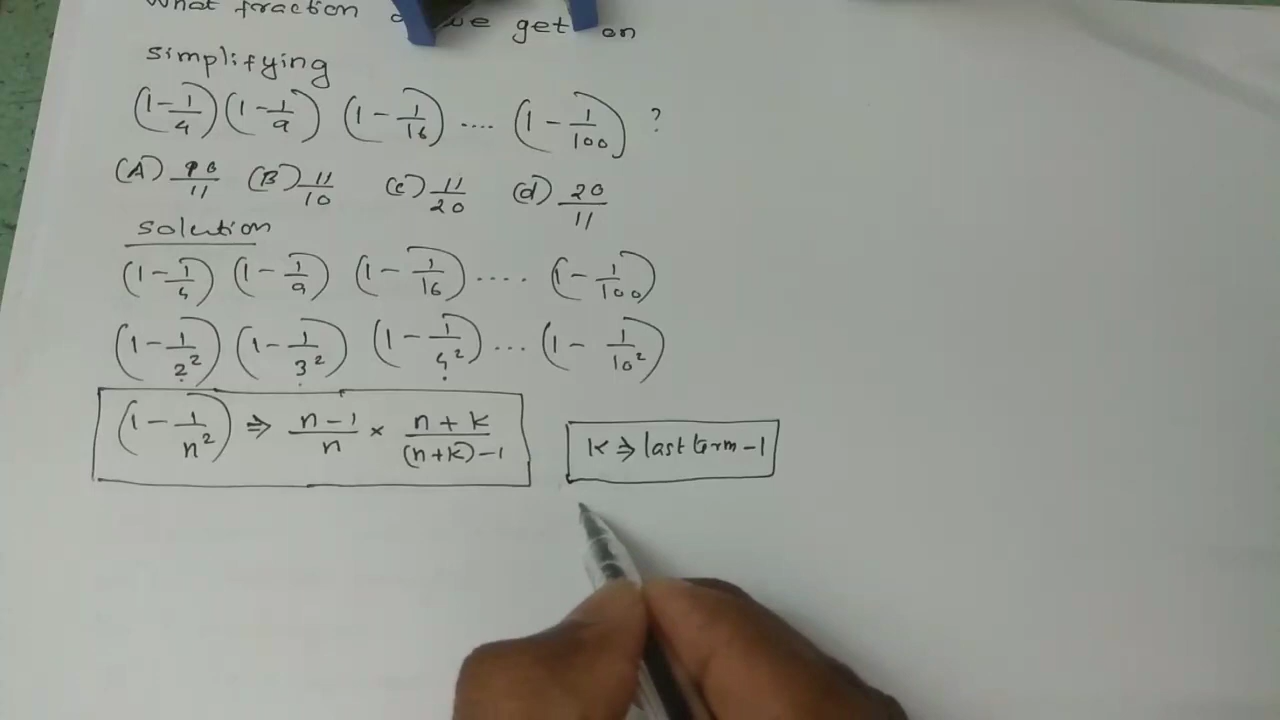 What fraction we get on
simplifying
(1-1/4)(1-1/9) (1-1/16) .... (1-1/100) ?
(A) 90/11 (B) 11/10 (c) 11/20 (d) 20/11
solution
(1-1/4) (1-1/9) (1-1/16) .... (1-1/100)
(1-1/2²) (1-1/3²) (1-1/4²) ... (1-1/10²)
(1-1/n²) ⇒ n-1/n × n+k/(n+k)-1 k ⇒ last term -1